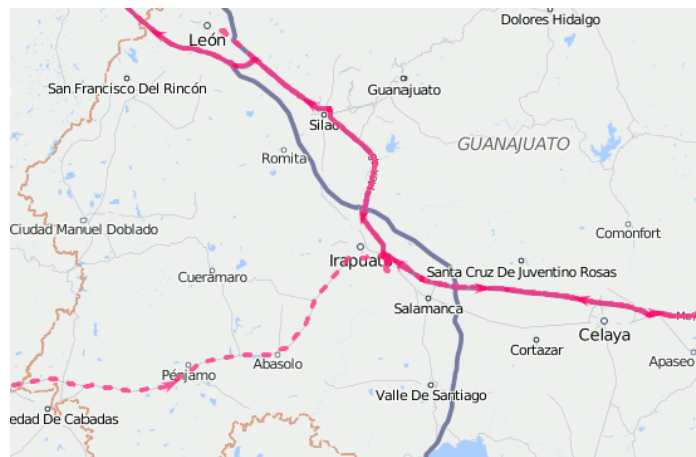 Dolores Hidalgo
León
San Francisco Del Rincón
Guanajuato
Silao
GUANAJUATO
Romita
Ciudad Manuel Doblado
Comonfort
Irapuato
Cuerámaro
Santa Cruz De Juventino Rosas
Salamanca
Celaya
Cortazar
Abasolo
Apaseo
Pénjamo
Valle De Santiago
edad De Cabadas